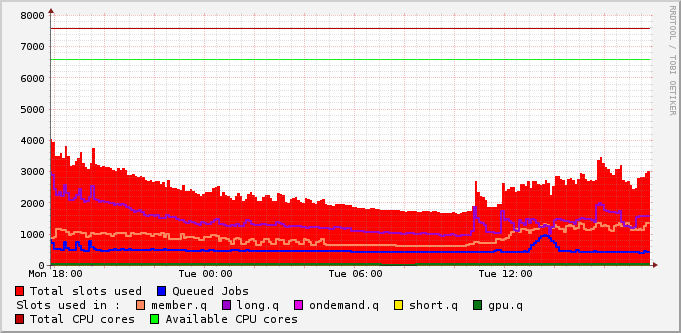 8000
7000
6000
5000
4000
3000
2000
1000
0
Mon 18:00 Tue 00:00 Tue 06:00 Tue 12:00
RRDTOOL / TOBI OETIKER
Total slots used Queued Jobs
Slots used in : member.q long.q ondemand.q short.q gpu.q
Total CPU cores Available CPU cores